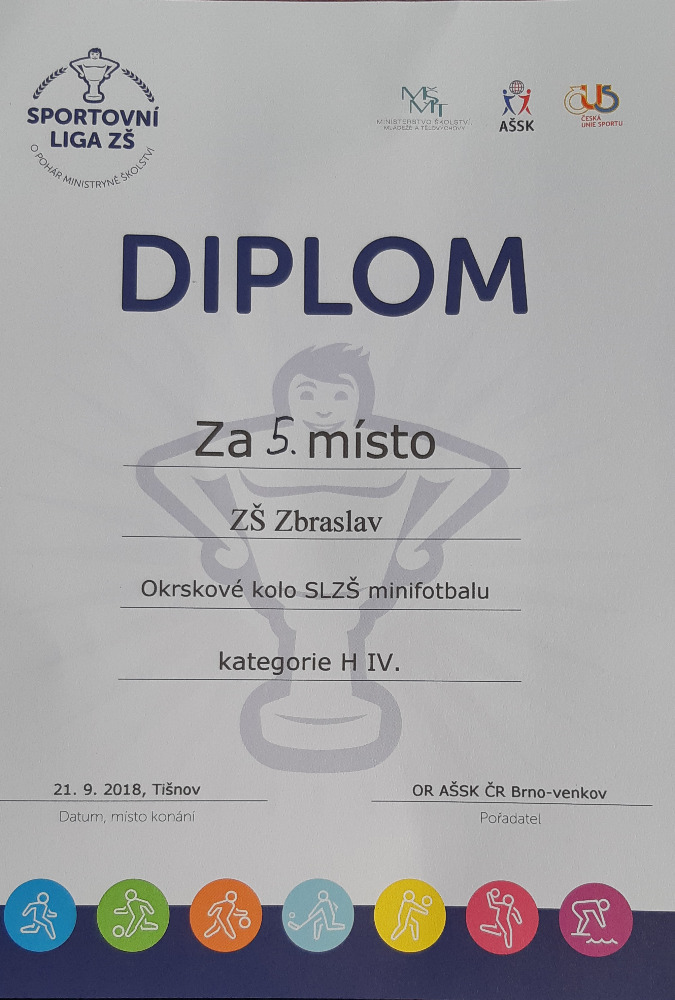 SPORTOVNÍ
LIGA ZŠ
O POHÁR MINISTRYNĚ ŠKOLSTVÍ
MŠMT
MINISTERSTVO ŠKOLSTVÍ,
MLÁDEŽE A TĚLOVÝCHOVY
AŠSK
ČUS
ČESKÁ
UNIE SPORTU
DIPLOM
Za 5. místo
ZŠ Zbraslav
Okrskové kolo SLZŠ minifotbalu
kategorie H IV.
21. 9. 2018, Tišnov
Datum, místo konání
OR AŠSK ČR Brno-venkov
Pořadatel